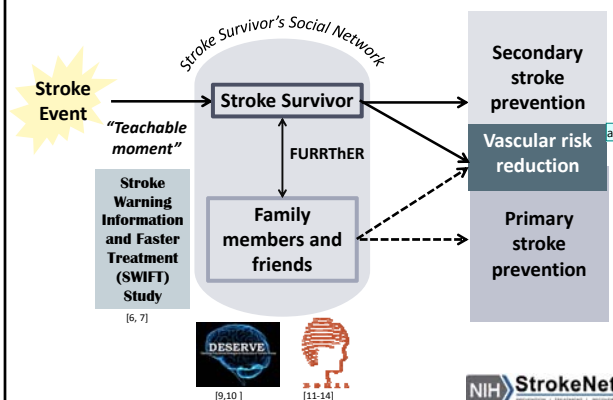 Stroke Survivor's Social Network
Stroke
Event
"Teachable
moment"
Stroke
Warning
Information
and Faster
Treatment
(SWIFT)
Study
[6, 7]
Stroke Survivor
FURRThER
Family
members and
friends
DESERVE
[9,10 ]
[11-14]
Secondary
stroke
prevention
Vascular risk
reduction
a
Primary
stroke
prevention
NIH StrokeNet